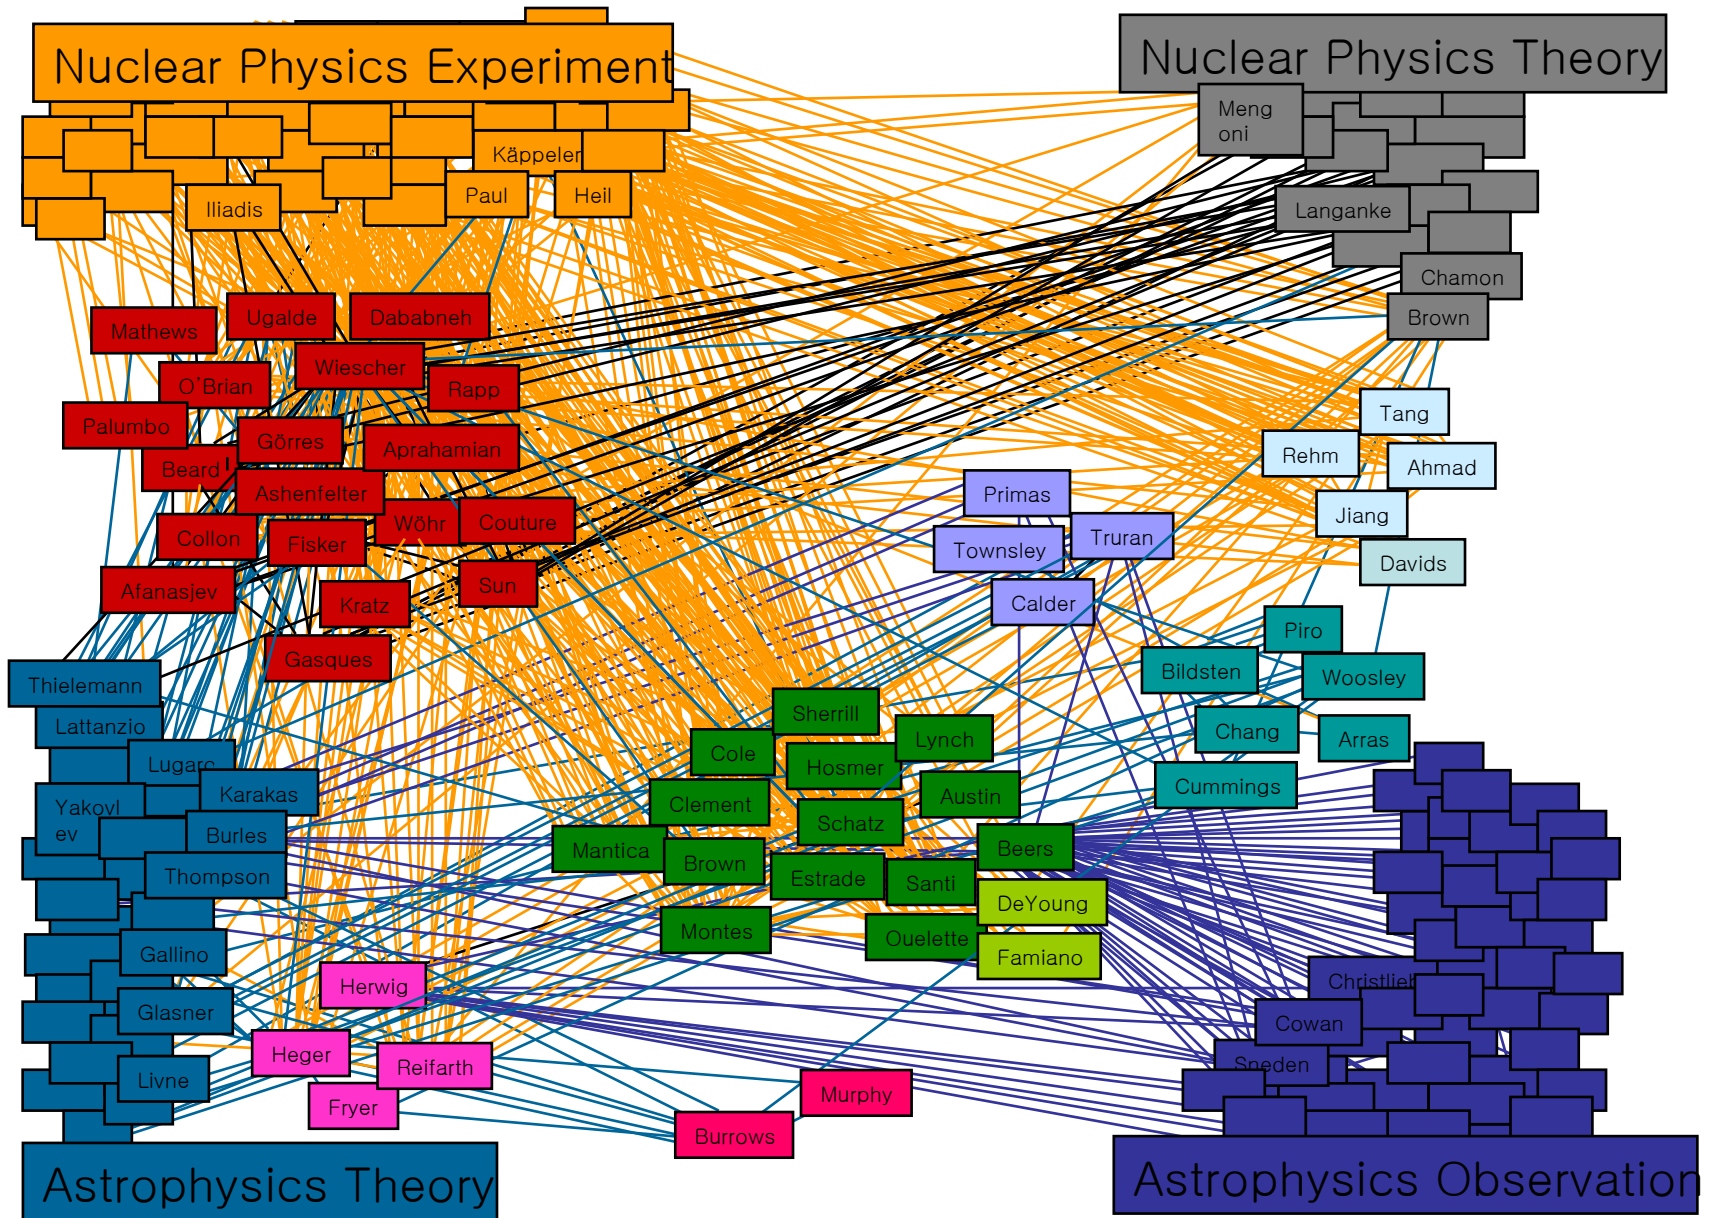 Nuclear Physics Experiment
Nuclear Physics Theory
Meng
oni
Käppeler
Paul
Heil
Iliadis
Langanke
Chamon
Brown
Mathews
Ugalde
Dababneh
Wiescher
O'Brian
Rapp
Palumbo
Görres
Aprahamian
Beard
Ashenfelter
Wöhr
Couture
Collon
Fisker
Afanasjev
Kratz
Sun
Gasques
Tang
Rehm
Ahmad
Jiang
Davids
Primas
Townsley
Truran
Calder
Piro
Bildsten
Woosley
Chang
Arras
Cummings
Thielemann
Lattanzio
Lugaro
Karakas
Yakovl
ev
Burles
Thompson
Gallino
Glasner
Livne
Sherrill
Cole
Lynch
Hosmer
Clement
Austin
Schatz
Mantica
Brown
Beers
Estrade
Santi
DeYoung
Montes
Ouelette
Famiano
Herwig
Heger
Reifarth
Fryer
Murphy
Burrows
Christlieb
Cowan
Sneden
Astrophysics Theory
Astrophysics Observation